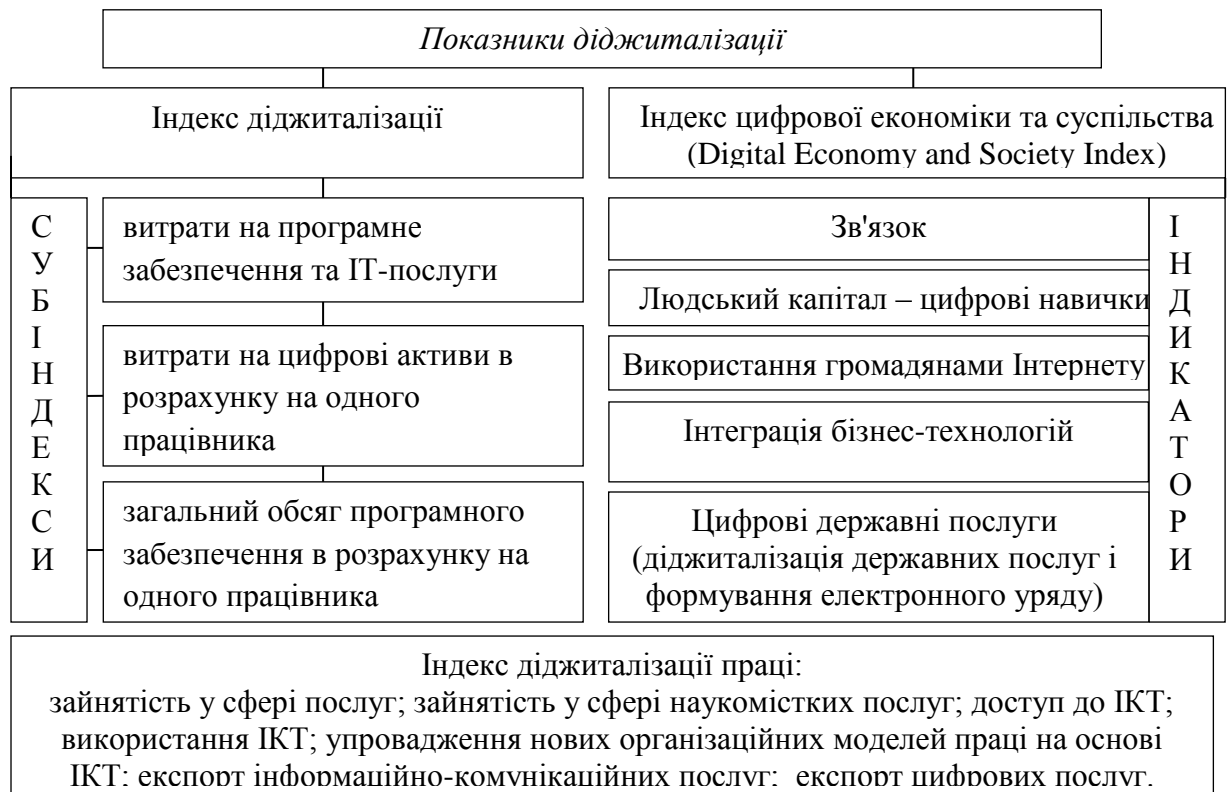 Показники діджиталізації
Індекс діджиталізації
Індекс цифрової економіки та суспільства
(Digital Economy and Society Index)
С
У
Б
І
Н
Д
Е
К
С
И
витрати на програмне
забезпечення та ІТ-послуги
витрати на цифрові активи в
розрахунку на одного
працівника
загальний обсяг програмного
забезпечення в розрахунку на
одного працівника
Зв'язок
Людський капітал – цифрові навички
Використання громадянами Інтернету
Інтеграція бізнес-технологій
Цифрові державні послуги
(діджиталізація державних послуг і
формування електронного уряду)
І
Н
Д
И
К
А
Т
О
Р
И
Індекс діджиталізації праці:
зайнятість у сфері послуг; зайнятість у сфері наукомістких послуг; доступ до ІКТ;
використання ІКТ; упровадження нових організаційних моделей праці на основі
ІКТ; експорт інформаційно-комунікаційних послуг; експорт цифрових послуг.